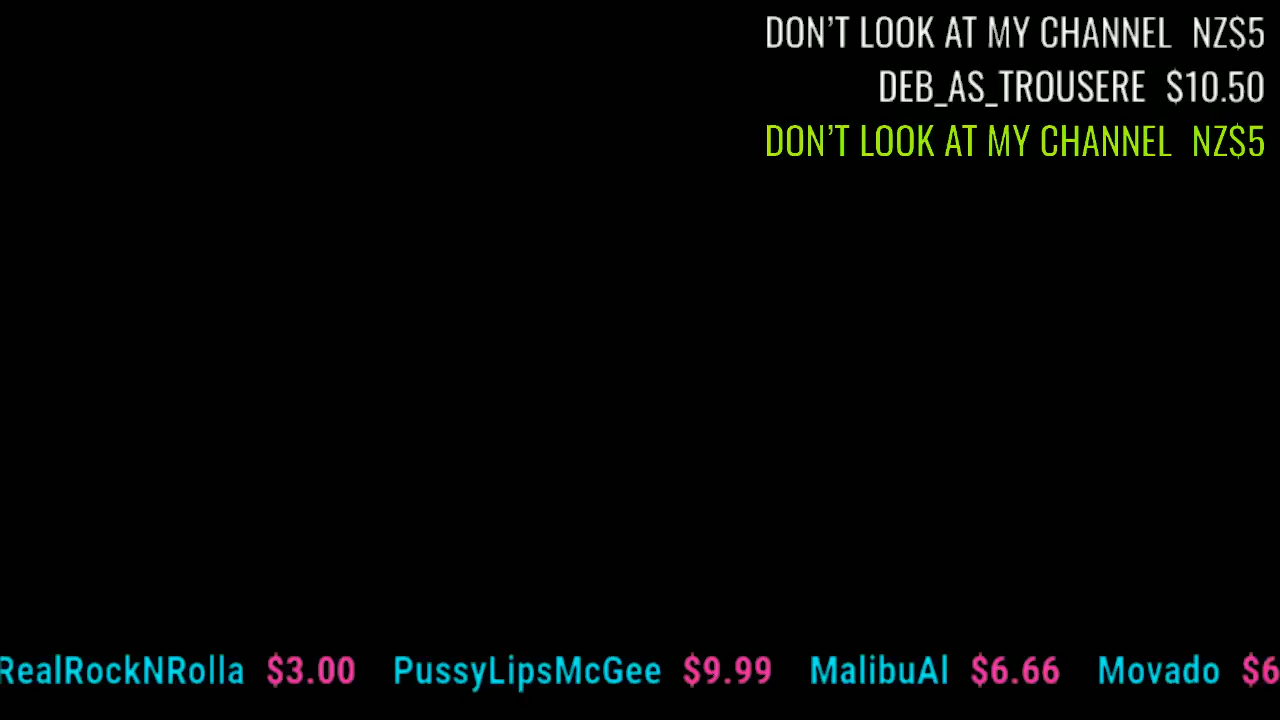 DON’T LOOK AT MY CHANNEL NZ$5
DEB_AS_TROUSERE $10.50
DON’T LOOK AT MY CHANNEL NZ$5
RealRockNRolla $3.00 PussyLipsMcGee $9.99 MalibuAl $6.66 Movado $6